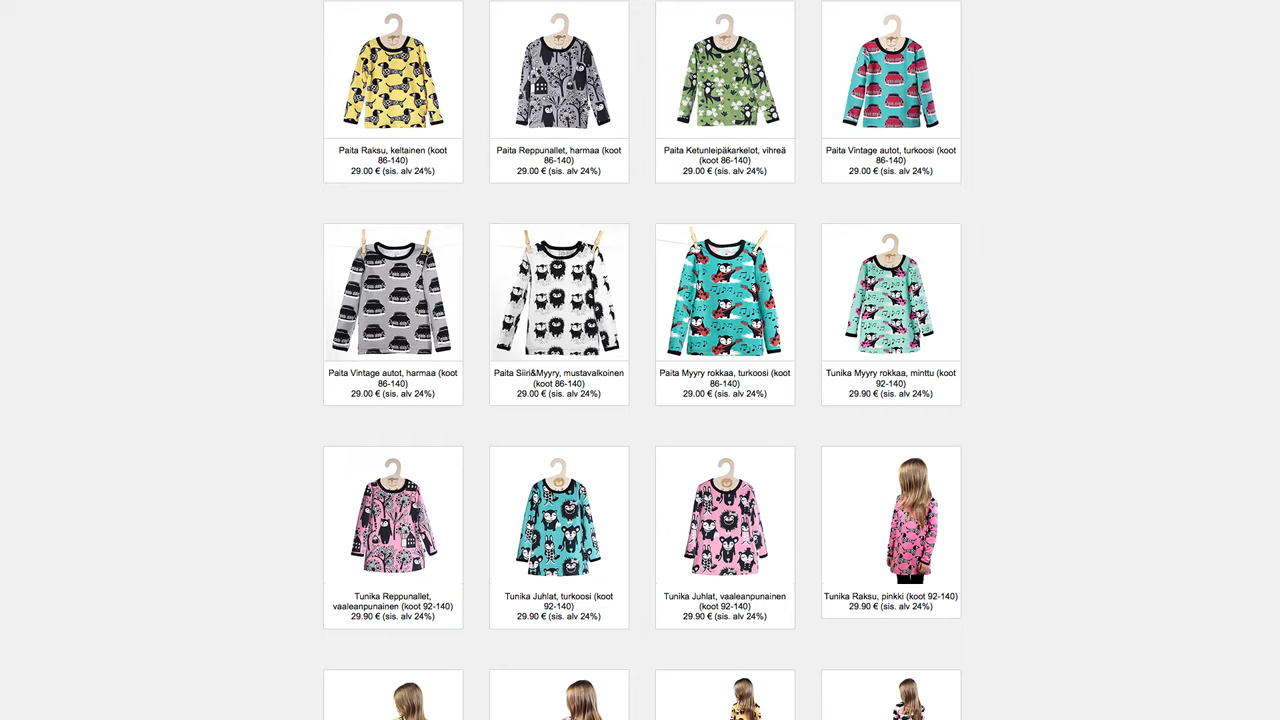 Paita Raksu, keltainen (koot
86-140)
29.00 € (sis. alv 24%)
Paita Reppunallet, harmaa (koot
86-140)
29.00 € (sis. alv 24%)
Paita Ketunleipäkarkelot, vihreä
(koot 86-140)
29.00 € (sis. alv 24%)
Paita Vintage autot, turkoosi (koot
86-140)
29.00 € (sis. alv 24%)
Paita Vintage autot, harmaa (koot
86-140)
29.00 € (sis. alv 24%)
Paita Siiri&Myyry, mustavalkoinen
(koot 86-140)
29.00 € (sis. alv 24%)
Paita Myyry rokkaa, turkoosi (koot
86-140)
29.00 € (sis. alv 24%)
Tunika Myyry rokkaa, minttu (koot
92-140)
29.90 € (sis. alv 24%)
Tunika Reppunallet,
vaaleanpunainen (koot 92-140)
29.90 € (sis. alv 24%)
Tunika Juhlat, turkoosi (koot
92-140)
29.90 € (sis. alv 24%)
Tunika Juhlat, vaaleanpunainen
(koot 92-140)
29.90 € (sis. alv 24%)
Tunika Raksu, pinkki (koot 92-140)
29.90 € (sis. alv 24%)